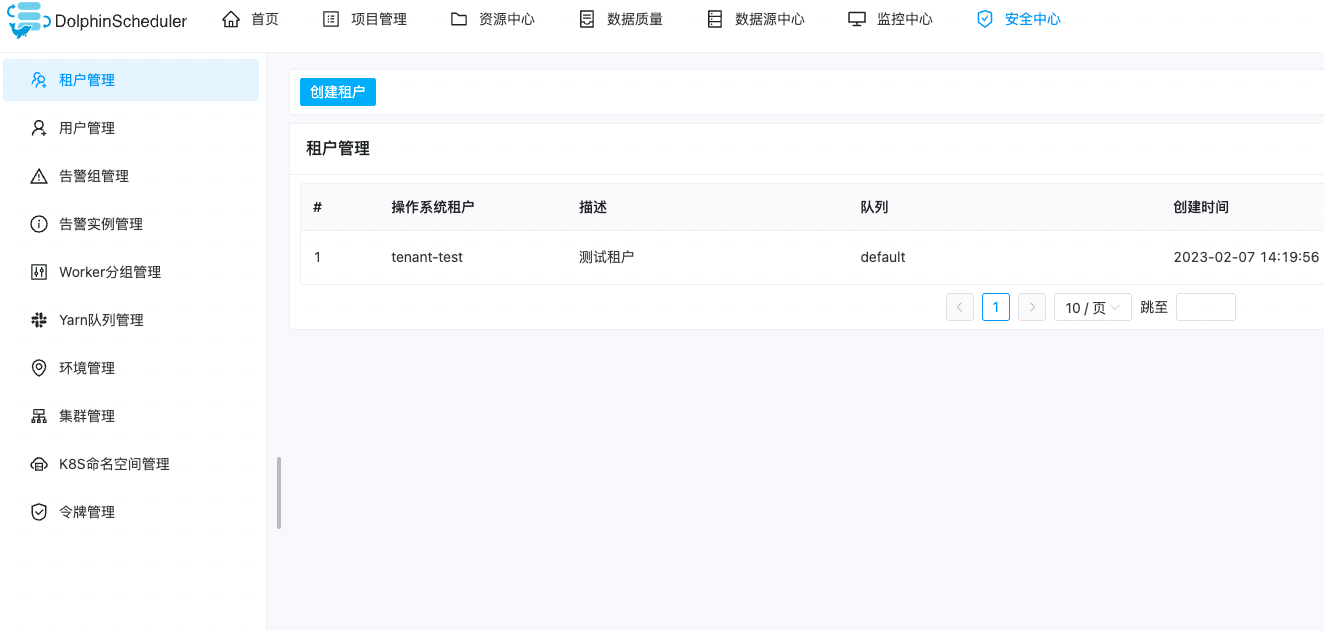 DolphinScheduler 首页 项目管理 资源中心 数据质量 数据源中心 监控中心 安全中心
租户管理
用户管理
告警组管理
告警实例管理
Worker分组管理
Yarn队列管理
环境管理
集群管理
K8S命名空间管理
令牌管理
创建租户
租户管理
# 操作系统租户 描述 队列 创建时间
1 tenant-test 测试租户 default 2023-02-07 14:19:56
1 10 / 页 跳至